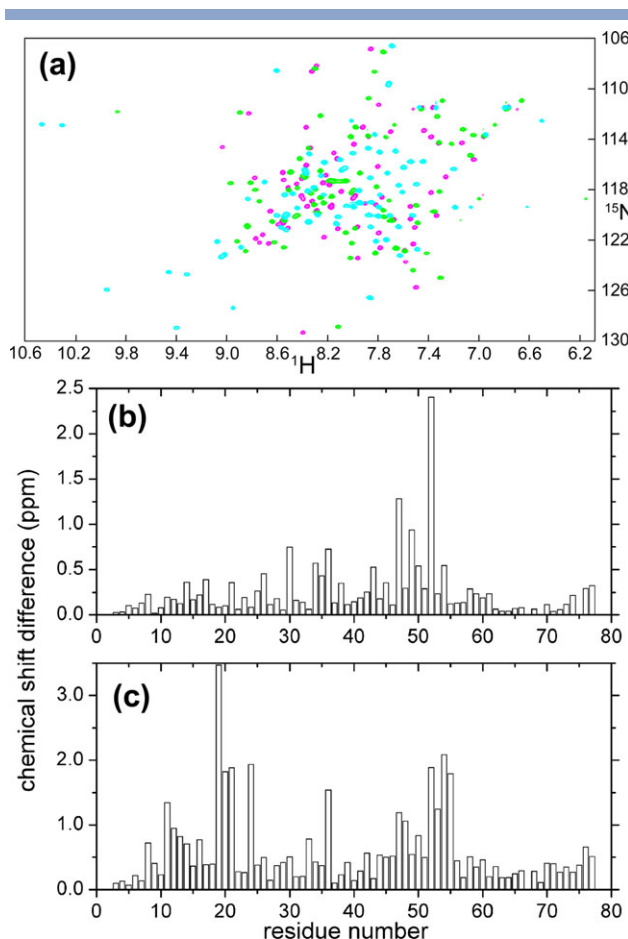 (a)
106
110
114
118
¹⁵N
122
126
130
10.6 10.2 9.8 9.4 9.0 8.6 8.2 7.8 7.4 7.0 6.6 6.2
¹H
chemical shift difference (ppm)
(b)
2.5
2.0
1.5
1.0
0.5
0.0
0 10 20 30 40 50 60 70 80
(c)
3.0
2.0
1.0
0.0
0 10 20 30 40 50 60 70 80
residue number